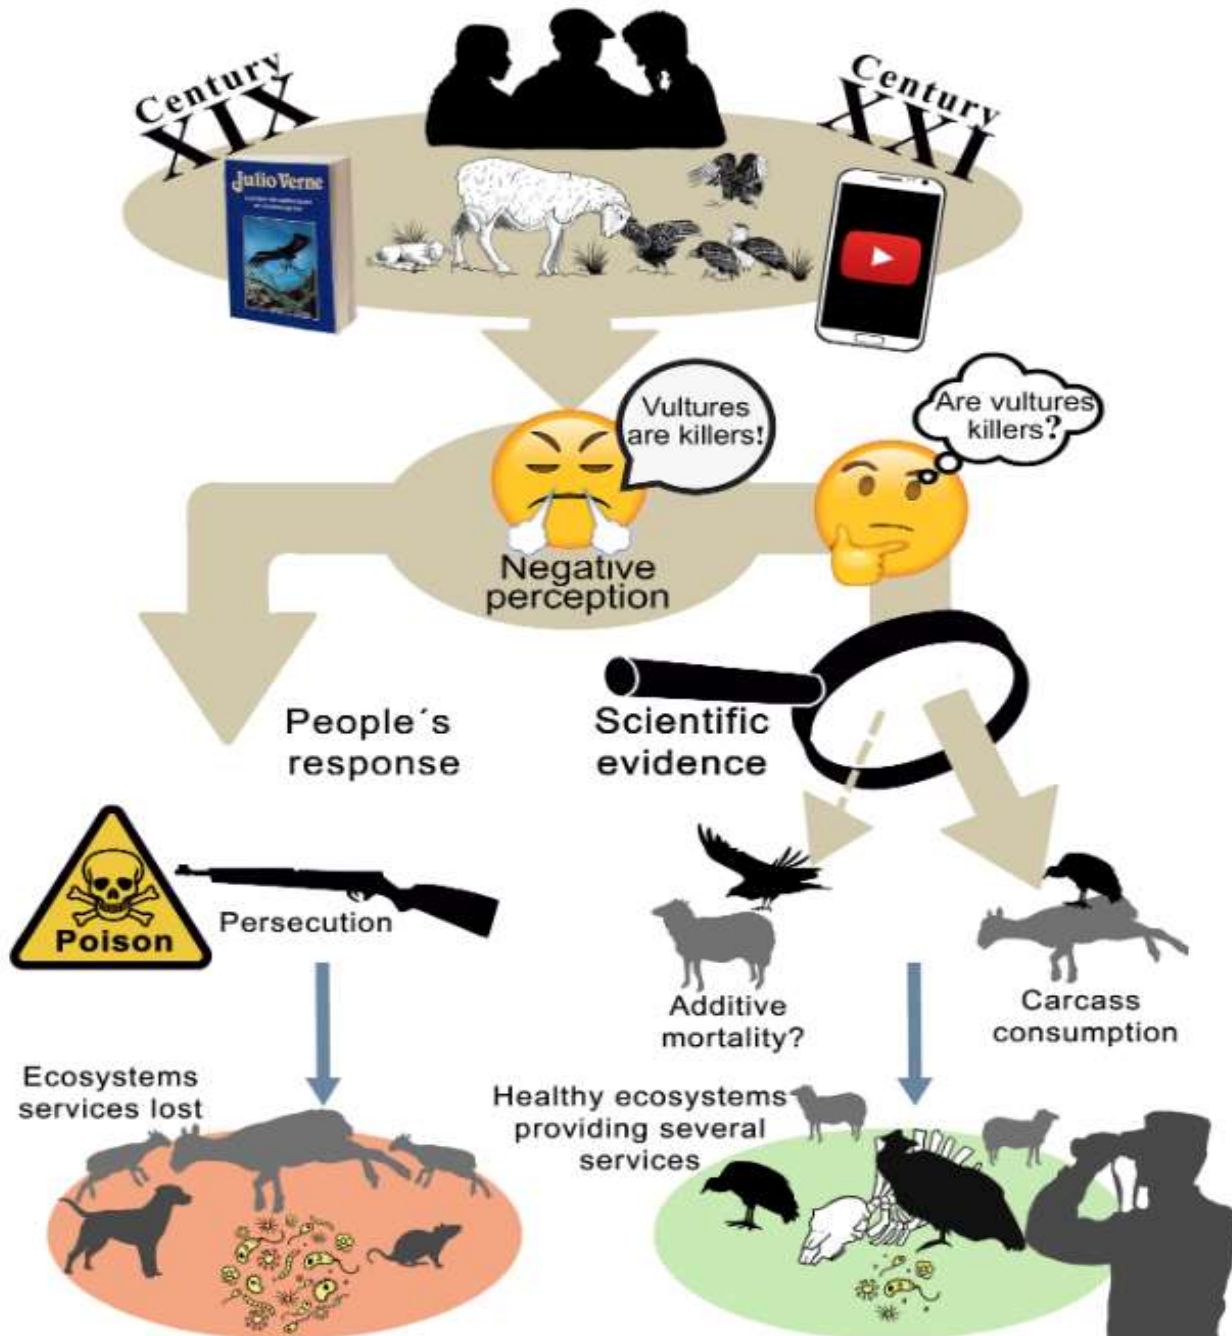 Century
XIX
Century
XXI
Julio Verne
Vultures
are killers!
Are vultures
killers?
Negative
perception
People´s
response
Scientific
evidence
Poison
Persecution
Additive
mortality?
Carcass
consumption
Ecosystems
services lost
Healthy ecosystems
providing several
services